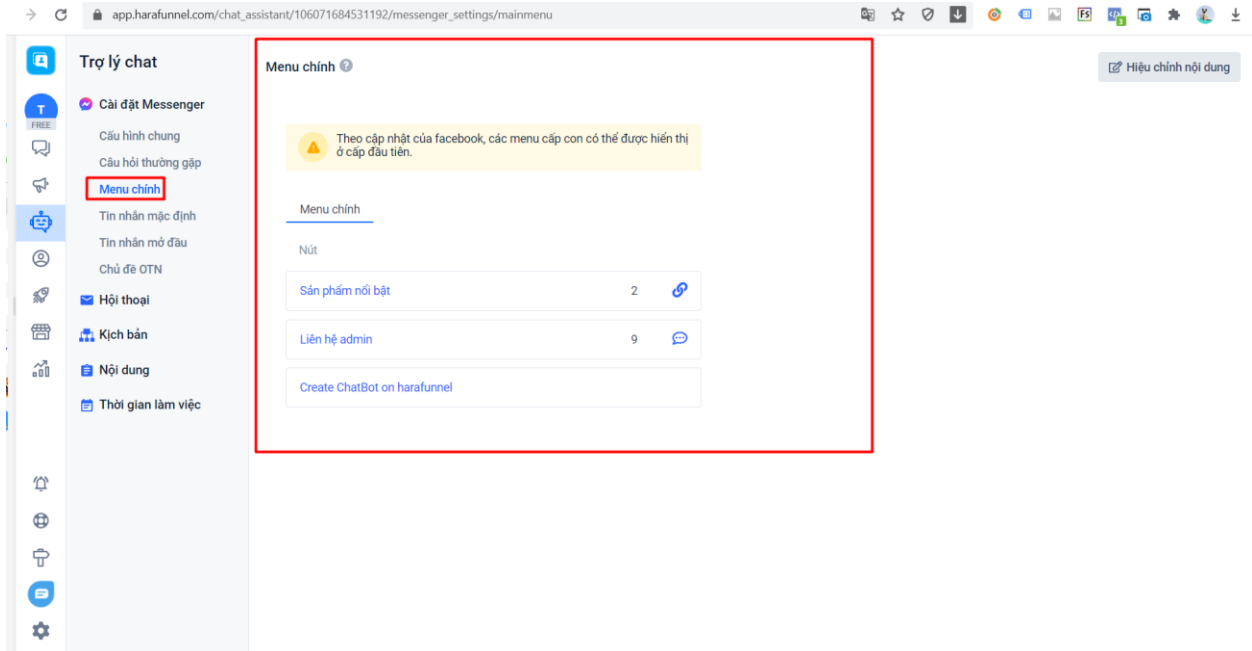 app.harafunnel.com/chat_assistant/106071684531192/messenger_settings/mainmenu
FS
5
T
FREE
Trợ lý chat
Cài đặt Messenger
Cấu hình chung
Câu hỏi thường gặp
Menu chính
Tin nhắn mặc định
Tin nhắn mở đầu
Chủ đề OTN
Hội thoại
Kịch bản
Nội dung
Thời gian làm việc
Menu chính
Hiệu chỉnh nội dung
Theo cập nhật của facebook, các menu cấp con có thể được hiển thị
ở cấp đầu tiên.
Menu chính
Nút
Sản phẩm nổi bật 2
Liên hệ admin 9
Create ChatBot on harafunnel